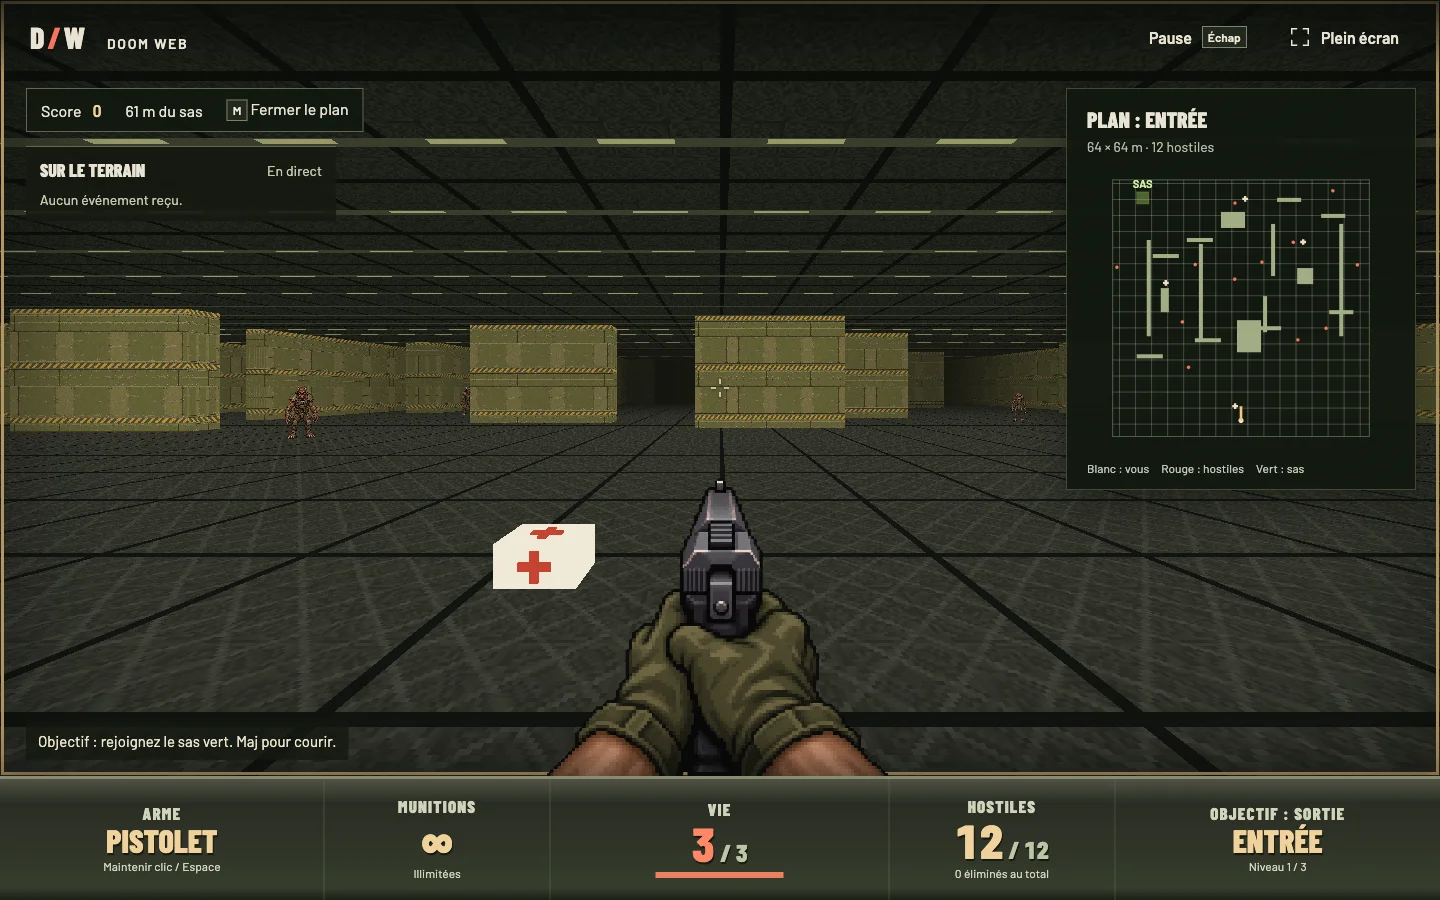 D/W DOOM WEB
Pause Échap Plein écran
Score 0 61 m du sas M Fermer le plan
SUR LE TERRAIN En direct
Aucun événement reçu.
PLAN : ENTRÉE
64 × 64 m · 12 hostiles
SAS
Blanc : vous Rouge : hostiles Vert : sas
Objectif : rejoignez le sas vert. Maj pour courir.
ARME
PISTOLET
Maintenir clic / Espace
MUNITIONS
∞
Illimitées
VIE
3 / 3
HOSTILES
12 / 12
0 éliminés au total
OBJECTIF : SORTIE
ENTRÉE
Niveau 1 / 3